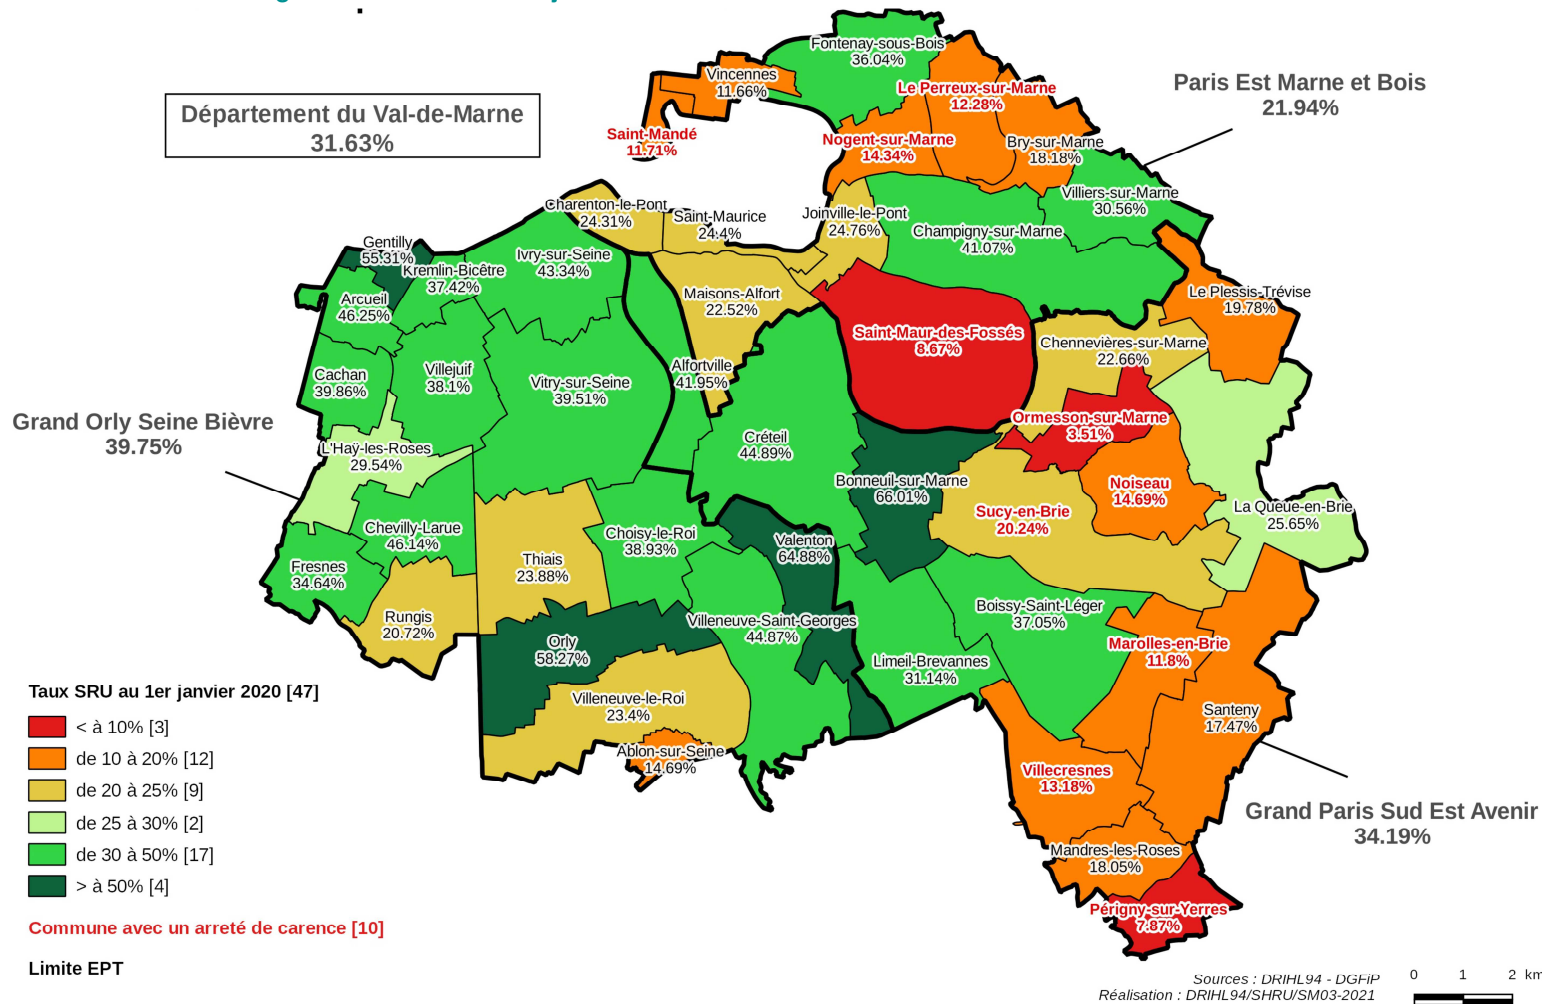 Fontenay-sous-Bois
36.04%
Vincennes
11.66%
Le Perreux-sur-Marne
12.28%
Paris Est Marne et Bois
21.94%
Département du Val-de-Marne
31.63%
Saint-Mandé
11.71%
Nogent-sur-Marne
14.34%
Bry-sur-Marne
18.18%
Villiers-sur-Marne
30.56%
Charenton-le-Pont
24.31%
Saint-Maurice
24.4%
Joinville-le-Pont
24.76%
Champigny-sur-Marne
41.07%
Gentilly
55.31%
Kremlin-Bicêtre
37.42%
Ivry-sur-Seine
43.34%
Arcueil
46.25%
Maisons-Alfort
22.52%
Le Plessis-Trévise
19.78%
Saint-Maur-des-Fossés
8.67%
Chennevières-sur-Marne
22.66%
Cachan
39.86%
Villejuif
38.1%
Vitry-sur-Seine
39.51%
Alfortville
41.95%
Grand Orly Seine Bièvre
39.75%
Ormesson-sur-Marne
3.51%
L'Haÿ-les-Roses
29.54%
Créteil
44.89%
Bonneuil-sur-Marne
66.01%
Noiseau
14.69%
Sucy-en-Brie
20.24%
La Queue-en-Brie
25.65%
Chevilly-Larue
46.14%
Choisy-le-Roi
38.93%
Valenton
64.88%
Fresnes
34.64%
Thiais
23.88%
Rungis
20.72%
Villeneuve-Saint-Georges
44.87%
Boissy-Saint-Léger
37.05%
Orly
58.27%
Limeil-Brevannes
31.14%
Marolles-en-Brie
11.8%
Villeneuve-le-Roi
23.4%
Santeny
17.47%
Ablon-sur-Seine
14.69%
Villecresnes
13.18%
Grand Paris Sud Est Avenir
34.19%
Mandres-les-Roses
18.05%
Périgny-sur-Yerres
7.87%
Taux SRU au 1er janvier 2020 [47]
< à 10% [3]
de 10 à 20% [12]
de 20 à 25% [9]
de 25 à 30% [2]
de 30 à 50% [17]
> à 50% [4]
Commune avec un arreté de carence [10]
Limite EPT
Sources : DRIHL94 - DGFiP
Réalisation : DRIHL94/SHRU/SM03-2021
0 1 2 km